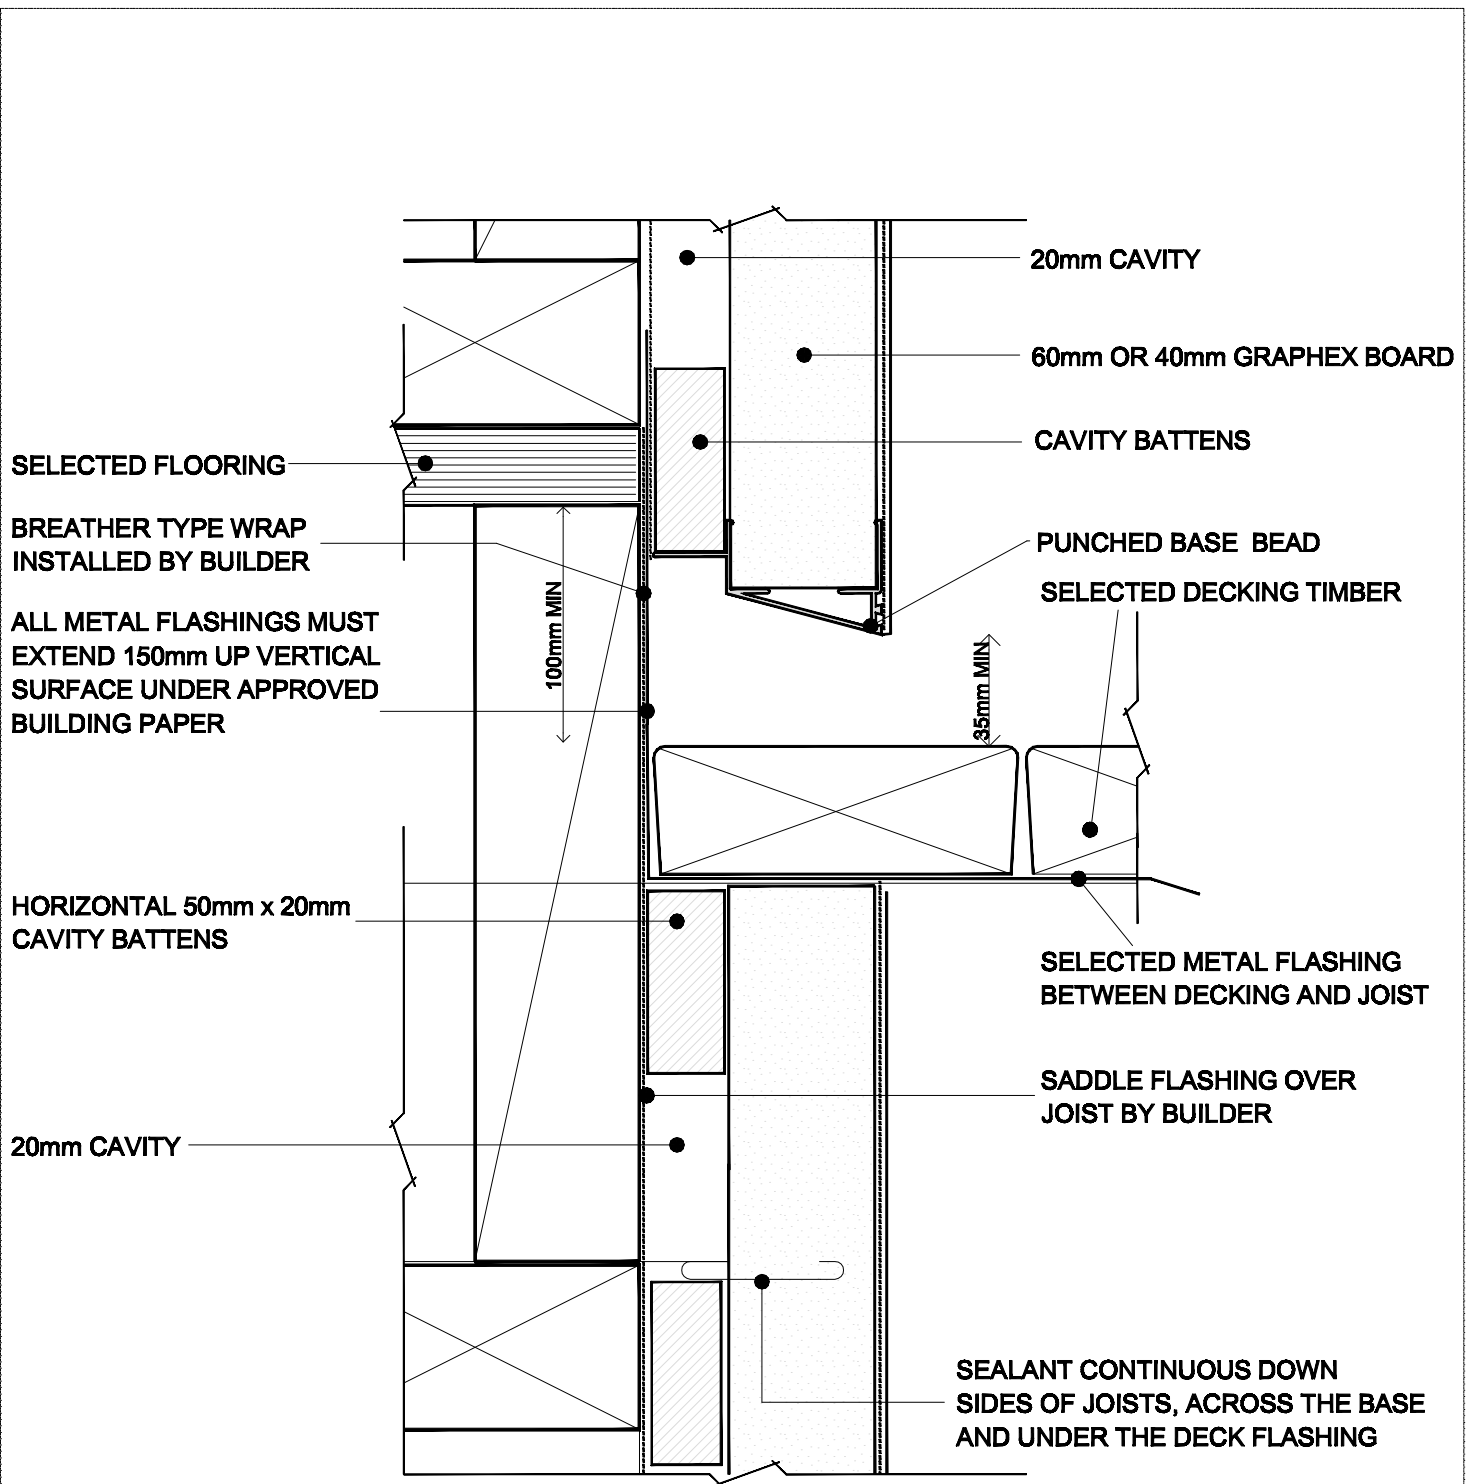 20mm CAVITY
60mm OR 40mm GRAPHEX BOARD
CAVITY BATTENS
SELECTED FLOORING
BREATHER TYPE WRAP
INSTALLED BY BUILDER
PUNCHED BASE BEAD
SELECTED DECKING TIMBER
ALL METAL FLASHINGS MUST
EXTEND 150mm UP VERTICAL
SURFACE UNDER APPROVED
BUILDING PAPER
100mm MIN
35mm MIN
HORIZONTAL 50mm x 20mm
CAVITY BATTENS
SELECTED METAL FLASHING
BETWEEN DECKING AND JOIST
SADDLE FLASHING OVER
JOIST BY BUILDER
20mm CAVITY
SEALANT CONTINUOUS DOWN
SIDES OF JOISTS, ACROSS THE BASE
AND UNDER THE DECK FLASHING